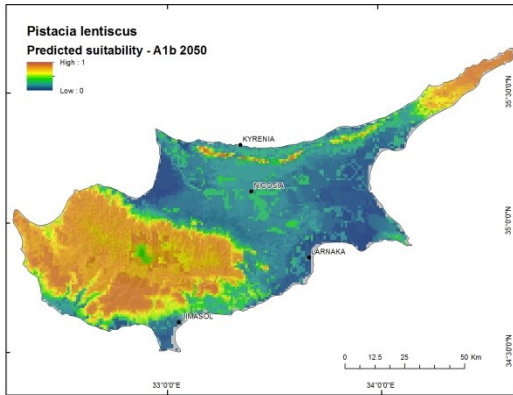 Pistacia lentiscus
Predicted suitability - A1b 2050
High : 1
Low : 0
35°30'0"N
KYRENIA
NICOSIA
35°0'0"N
LARNAKA
LIMASOL
0 12.5 25 50 Km
34°30'0"N
33°0'0"E 34°0'0"E